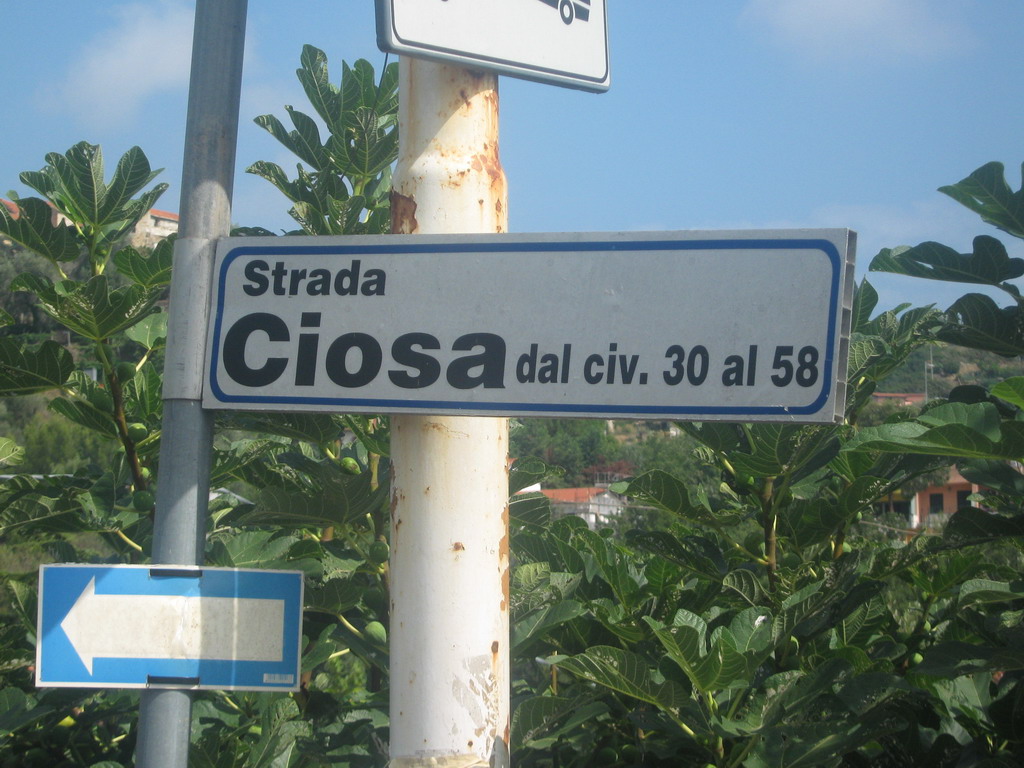 Strada
Ciosa dal civ. 30 al 58